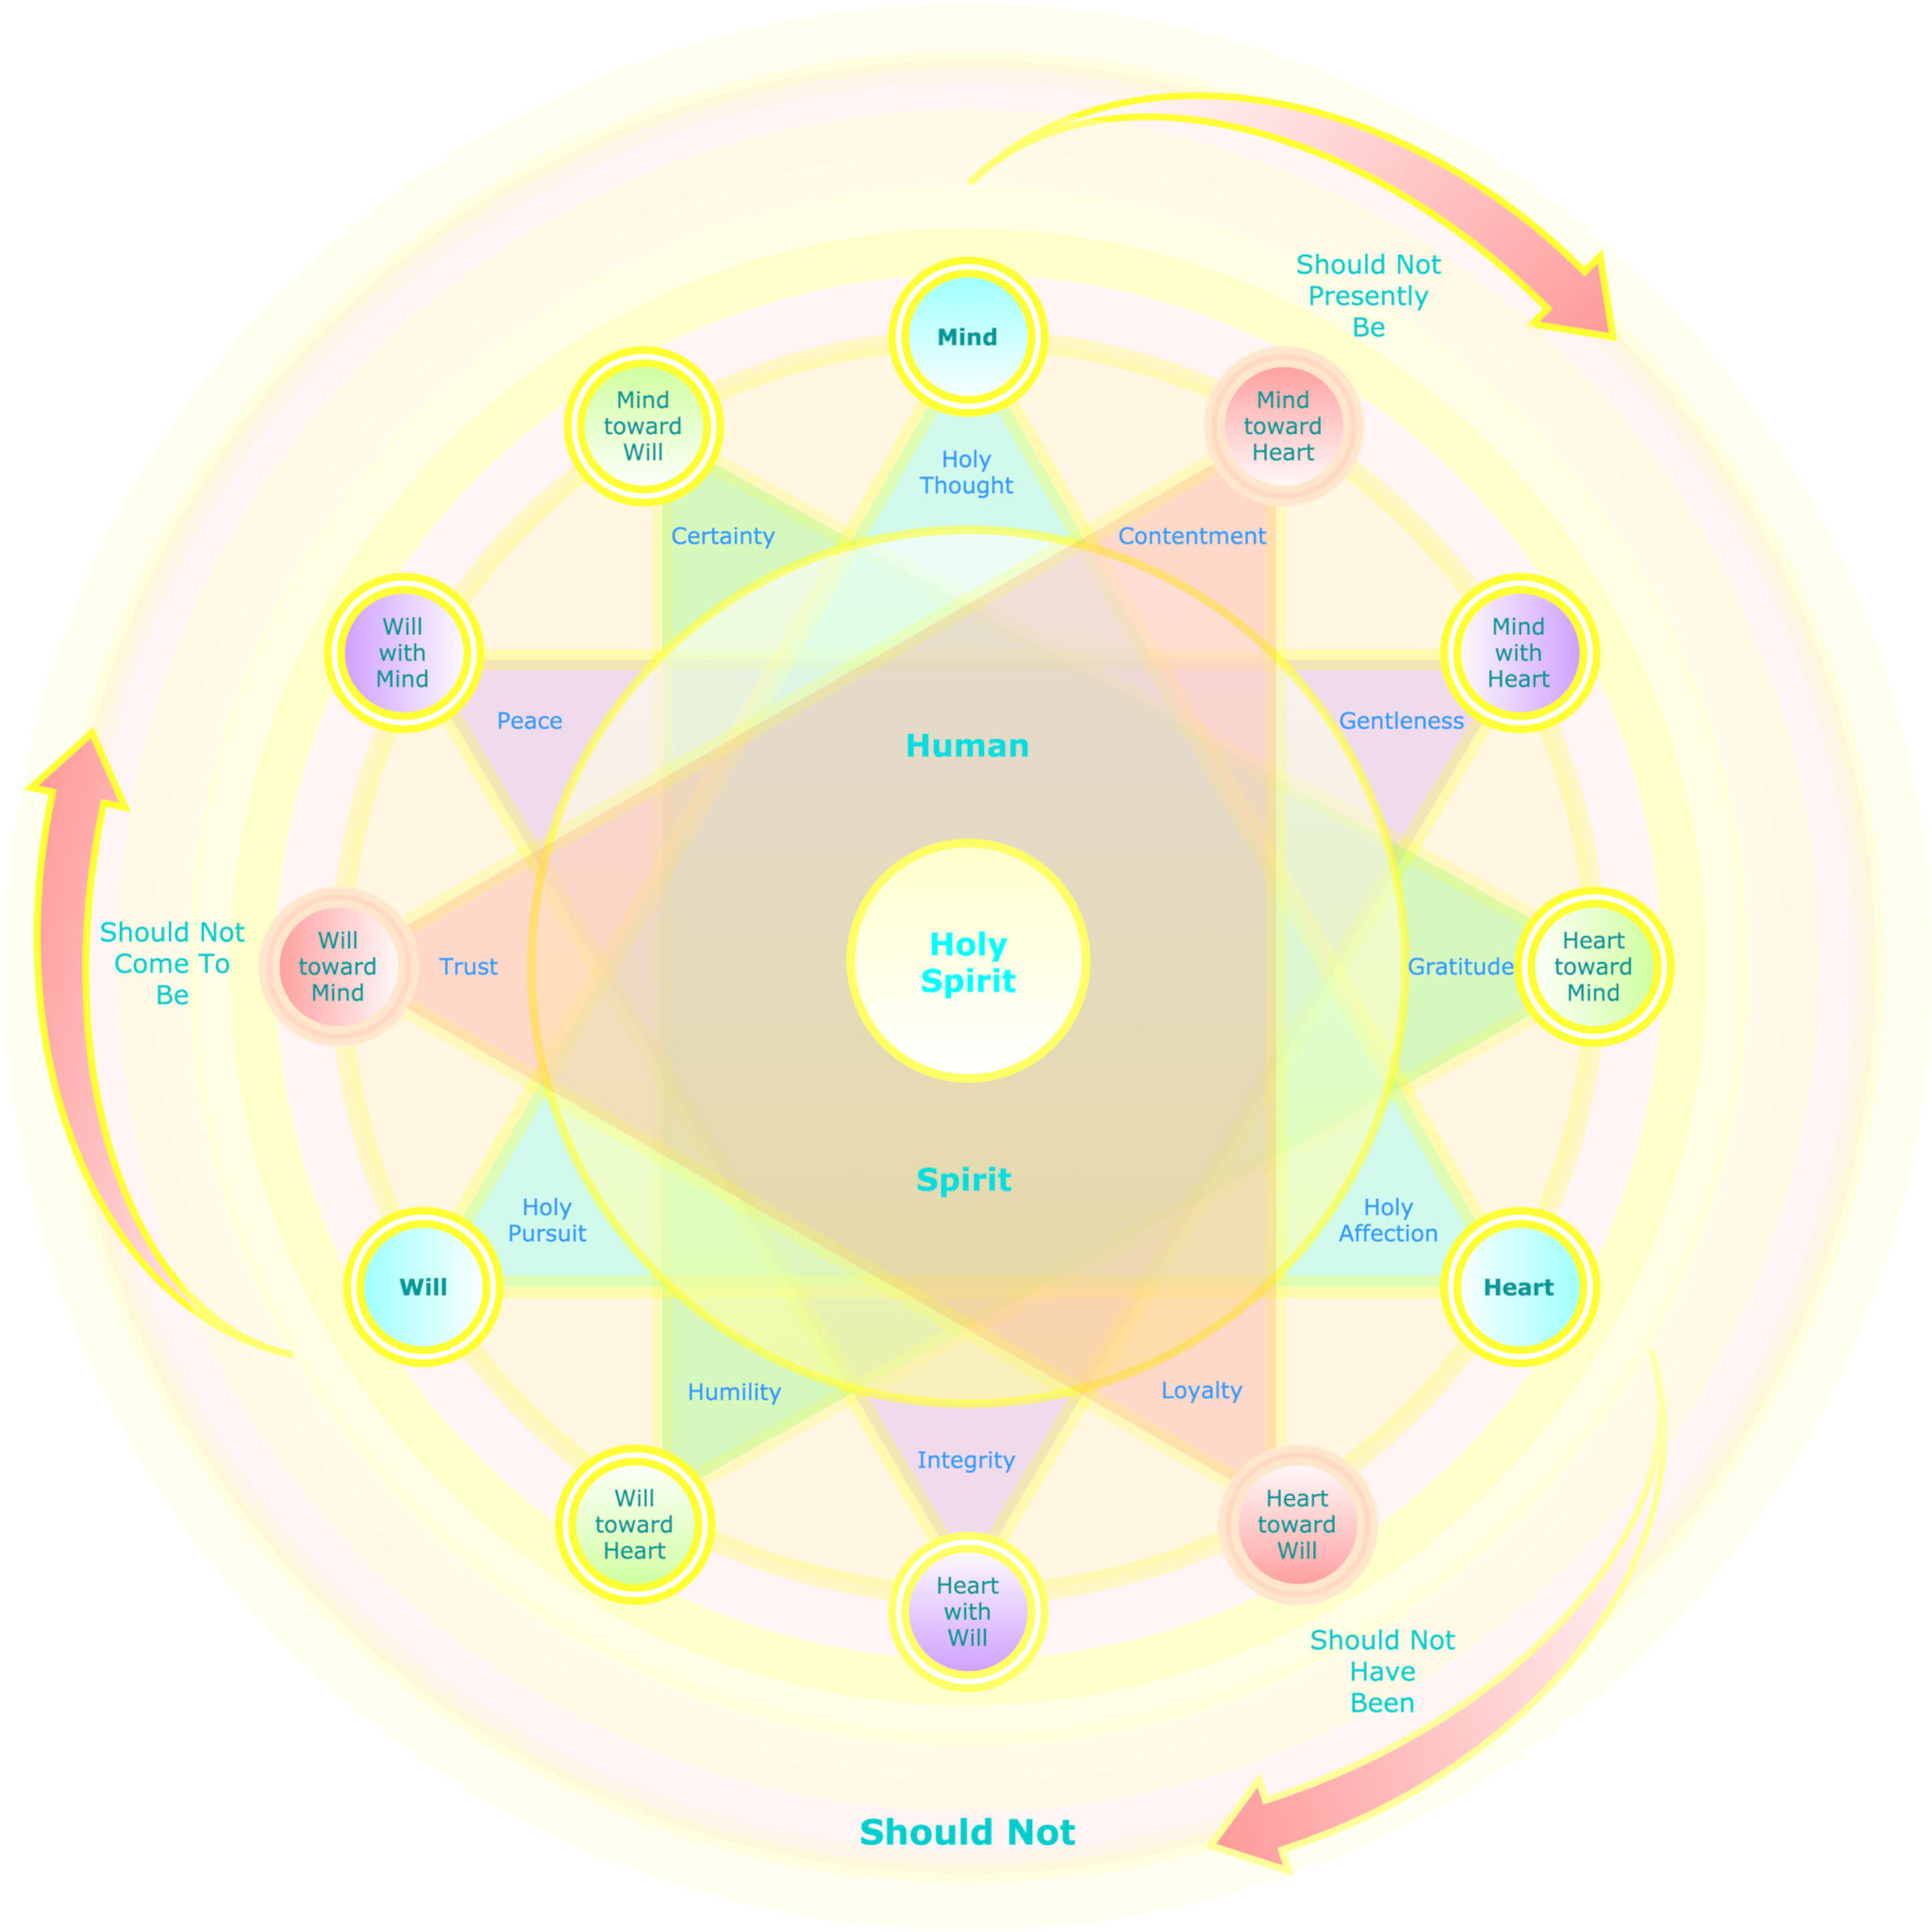 Should Not
Presently
Be
Mind
Mind
toward
Will
Mind
toward
Heart
Holy
Thought
Certainty
Contentment
Will
with
Mind
Mind
with
Heart
Peace
Gentleness
Human
Should Not
Come To
Be
Will
toward
Mind
Trust
Holy
Spirit
Gratitude
Heart
toward
Mind
Spirit
Holy
Pursuit
Holy
Affection
Will
Heart
Humility
Loyalty
Integrity
Will
toward
Heart
Heart
with
Will
Heart
toward
Will
Should Not
Have
Been
Should Not